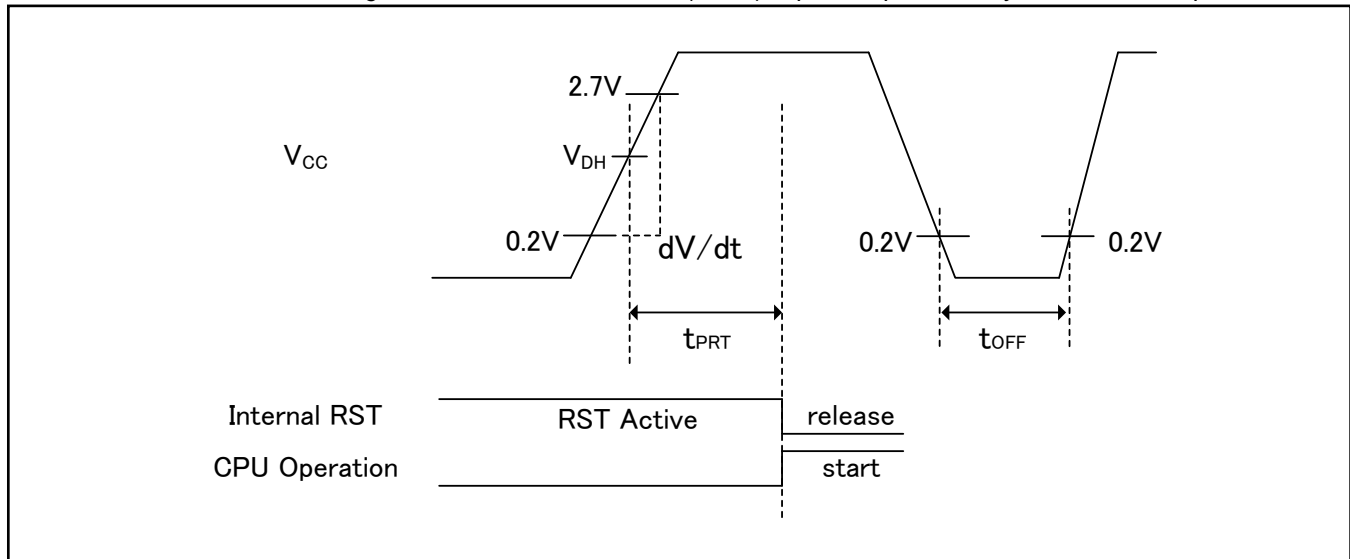 2.7V
VCC
VDH
0.2V
dV/dt
0.2V
0.2V
tPRT
tOFF
Internal RST
RST Active
release
CPU Operation
start